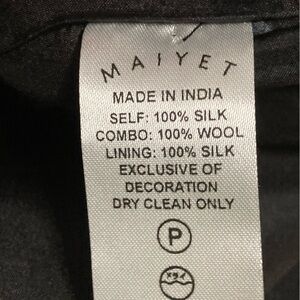 MAIYET
MADE IN INDIA
SELF: 100% SILK
COMBO: 100% WOOL
LINING: 100% SILK
EXCLUSIVE OF
DECORATION
DRY CLEAN ONLY
P